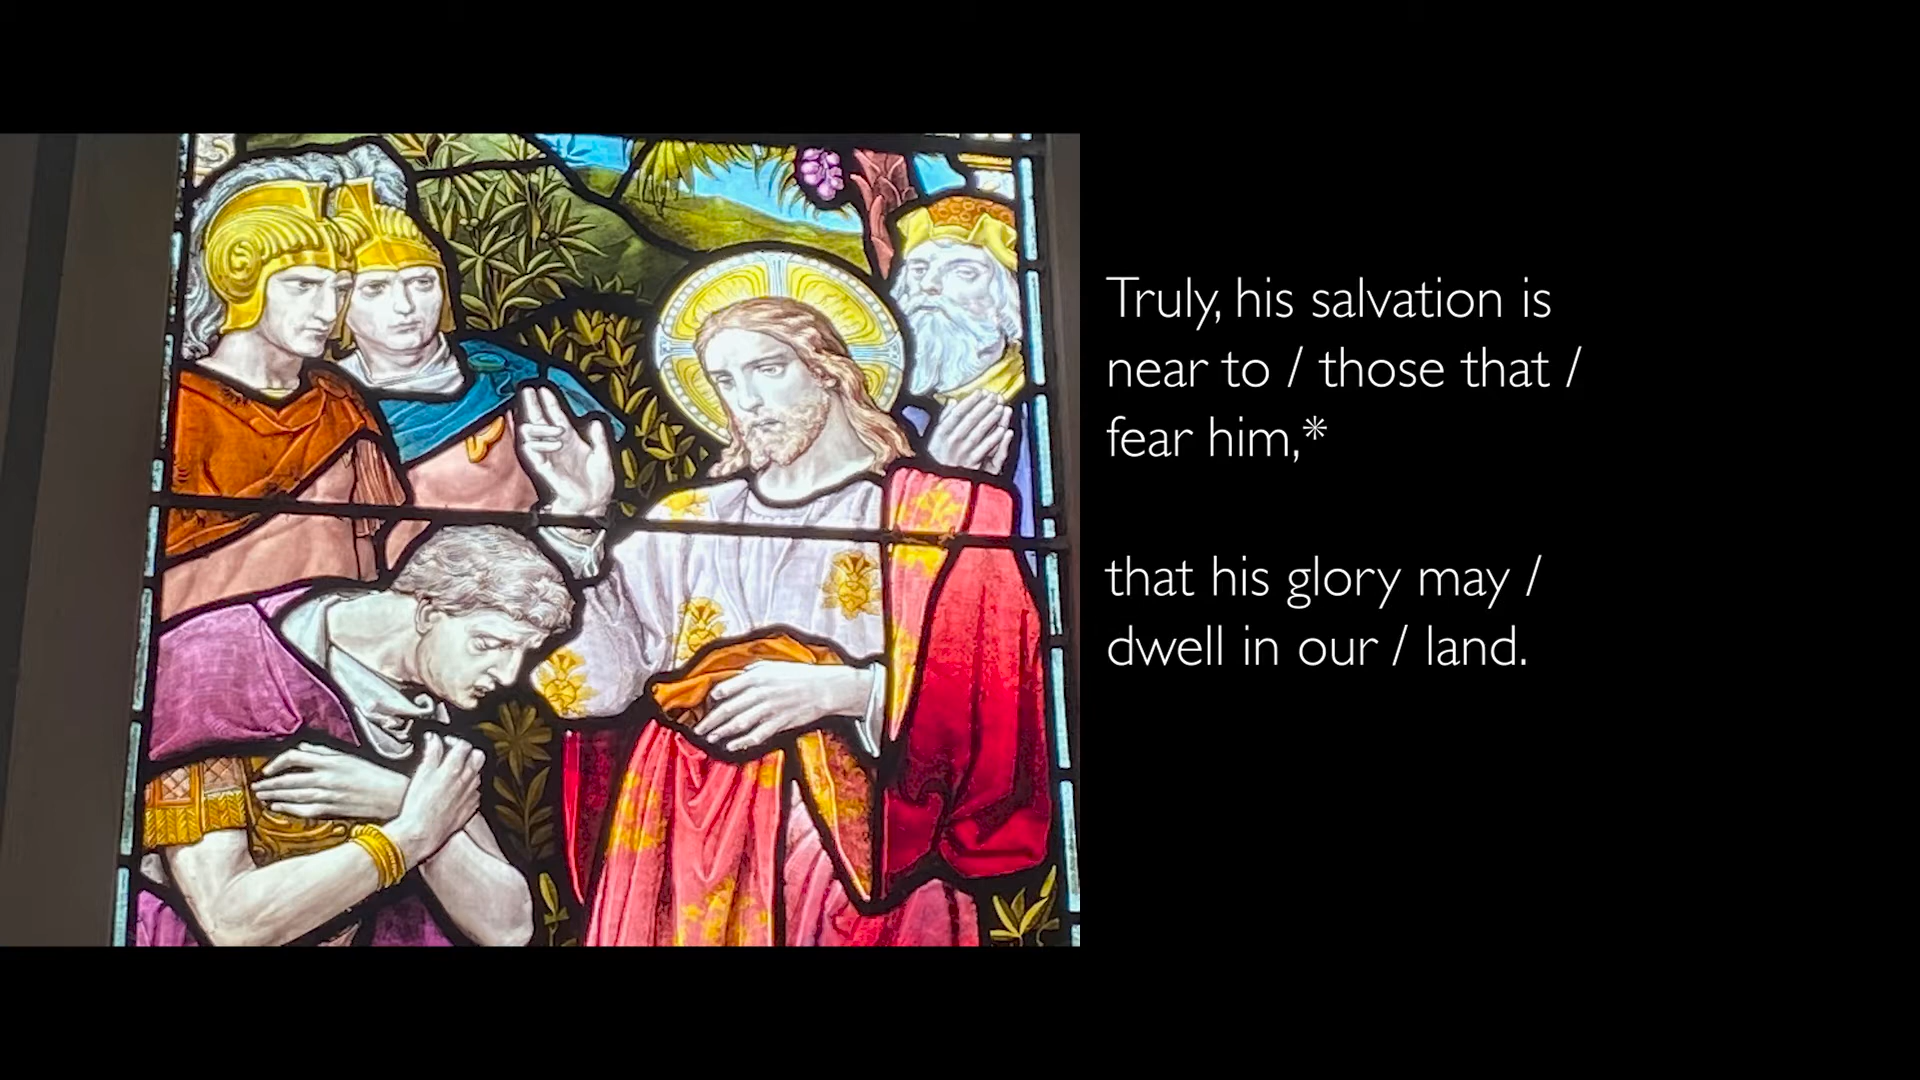 Truly, his salvation is
near to / those that /
fear him,*
that his glory may /
dwell in our / land.